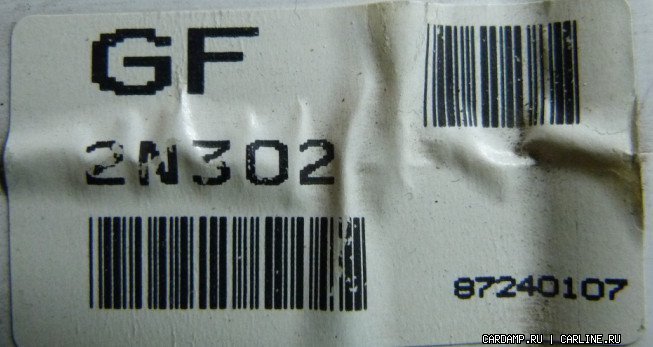 GF
2N302
87240107
CARDAMP.RU | CARLINE.RU